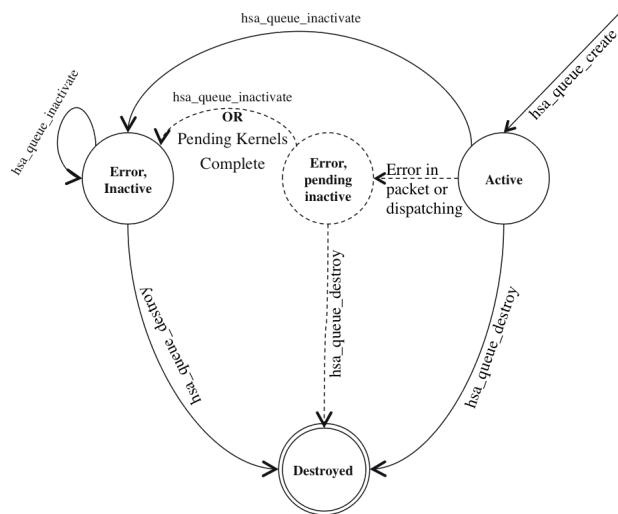 hsa_queue_inactivate
hsa_queue_create
hsa_queue_inactivate
hsa_queue_inactivate
OR
Pending Kernels
Complete
Error,
Inactive
Error,
pending
inactive
Error in
packet or
dispatching
Active
hsa_queue_destroy
hsa_queue_destroy
hsa_queue_destroy
Destroyed